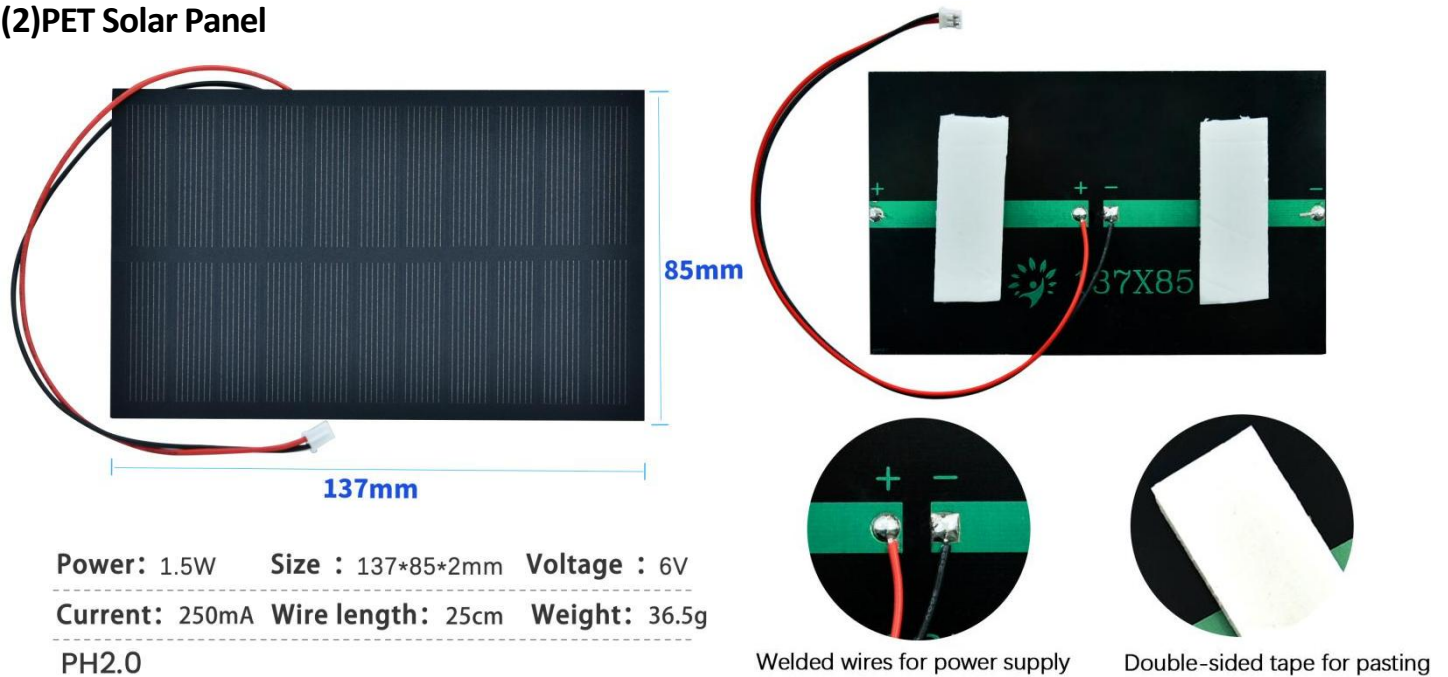 (2)PET Solar Panel
85mm
137mm
Power: 1.5W Size : 137*85*2mm Voltage : 6V
Current: 250mA Wire length: 25cm Weight: 36.5g
PH2.0
+ + - -
137X85
+ -
Welded wires for power supply
Double-sided tape for pasting